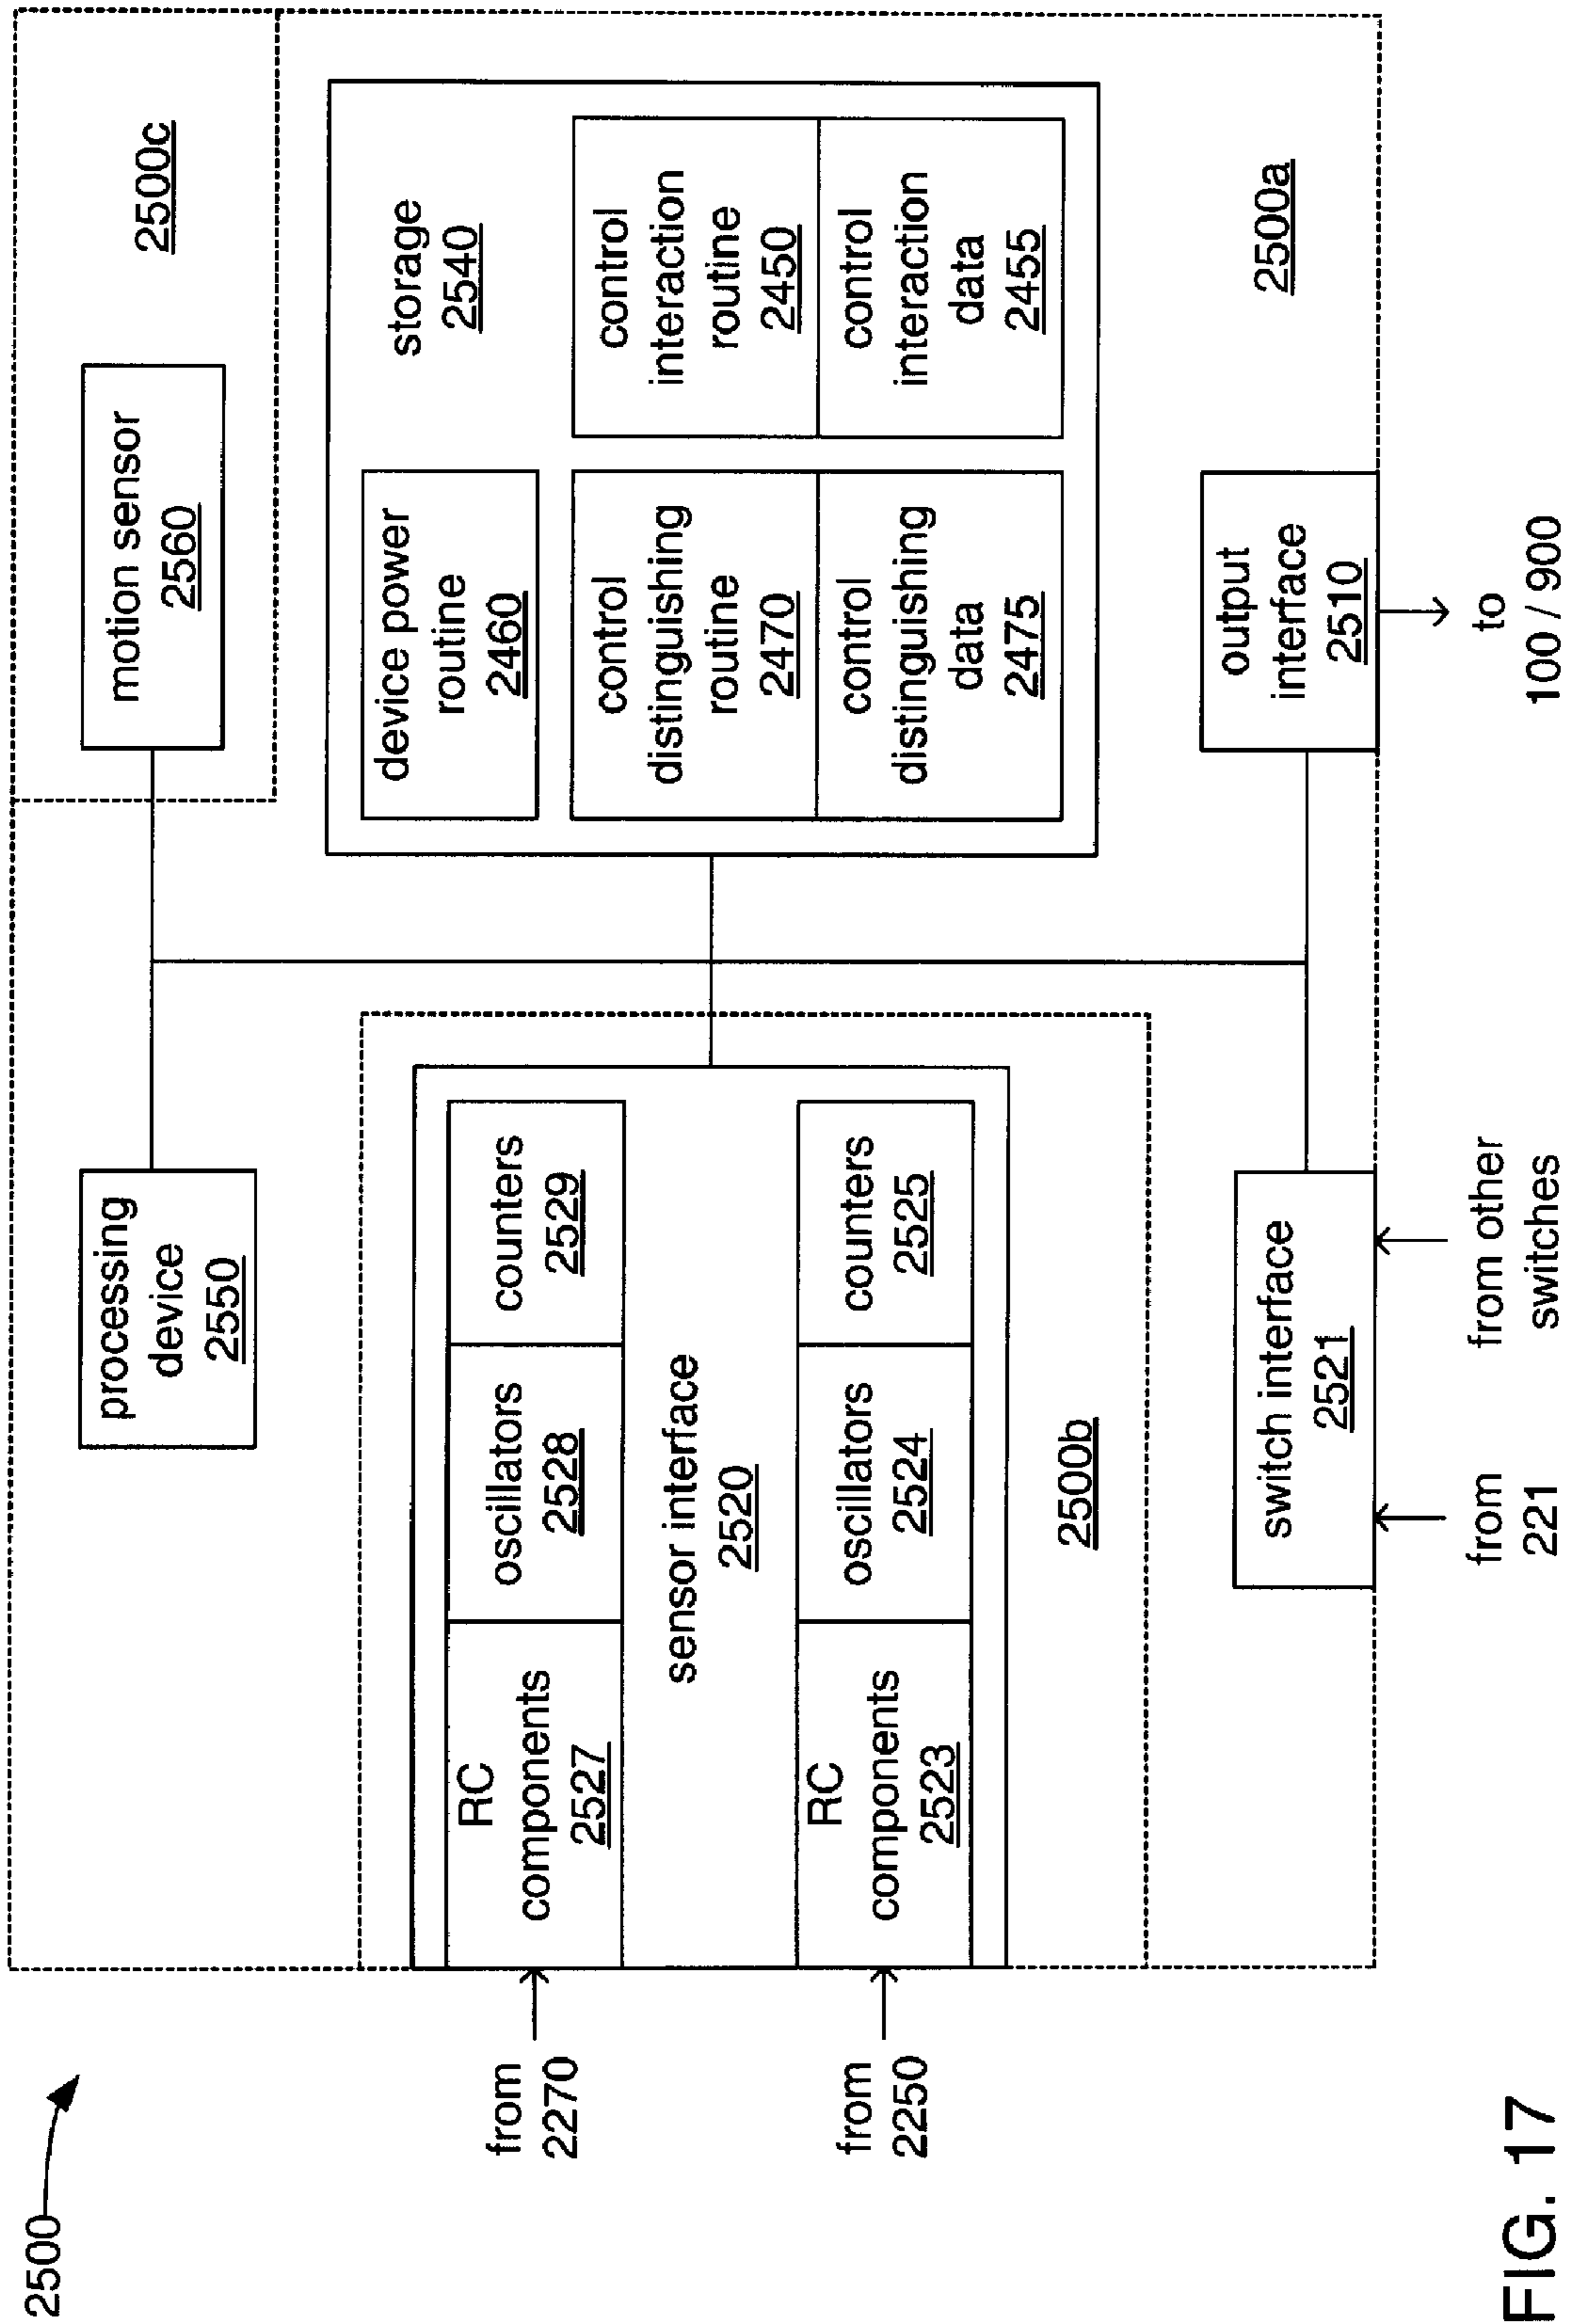 2500
processing
device
2550
motion sensor
2560
2500c
from
2270
RC
components
2527
oscillators
2528
counters
2529
sensor interface
2520
from
2250
RC
components
2523
oscillators
2524
counters
2525
2500b
storage
2540
device power
routine
2460
control
distinguishing
routine
2470
control
interaction
routine
2450
control
distinguishing
data
2475
control
interaction
data
2455
2500a
switch interface
2521
output
interface
2510
from
221
from other
switches
to
100 / 900
FIG. 17